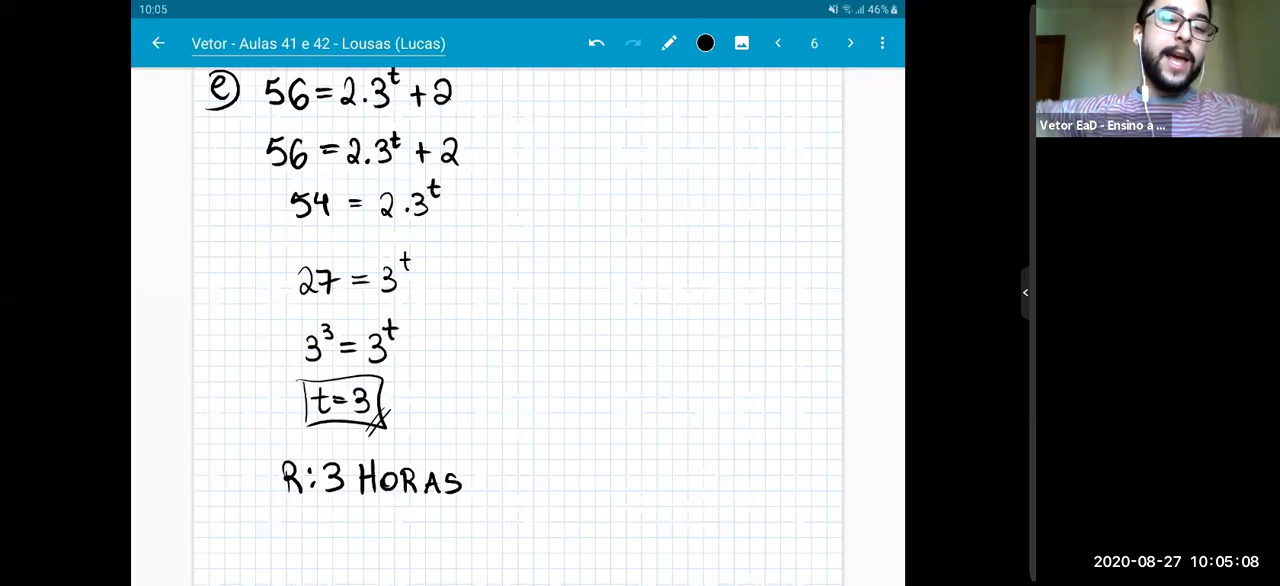 10:05
46%
Vetor - Aulas 41 e 42 - Lousas (Lucas)
6
e 56 = 2.3^t + 2
56 = 2.3^t + 2
54 = 2.3^t
27 = 3^t
3^3 = 3^t
t = 3
R: 3 HORAS
Vetor EaD - Ensino a ...
2020-08-27 10:05:08